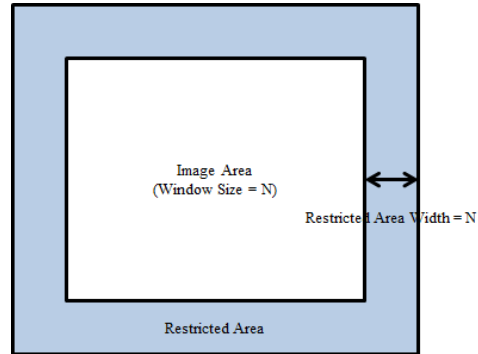 Image Area
(Window Size = N)
Restricted Area Width = N
Restricted Area